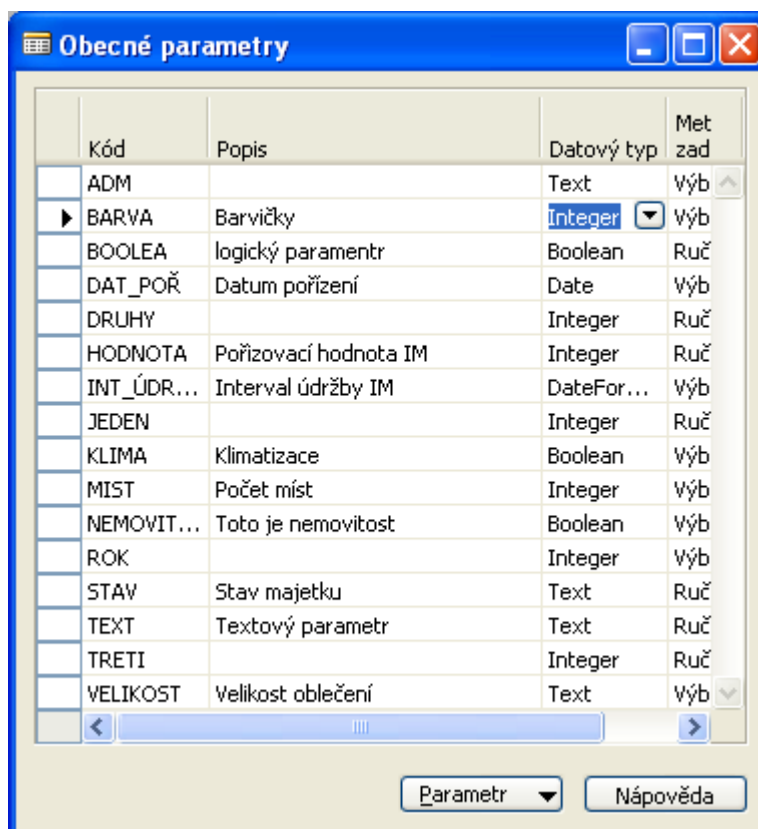 Obecné parametry
Kód Popis Datový typ Met zad
ADM Text Výb
BARVA Barvičky Integer Výb
BOOLEA logický paramentr Boolean Ruč
DAT_POŘ Datum pořízení Date Výb
DRUHY Integer Ruč
HODNOTA Pořizovací hodnota IM Integer Ruč
INT_ÚDR... Interval údržby IM DateFor... Výb
JEDEN Integer Ruč
KLIMA Klimatizace Boolean Výb
MIST Počet míst Integer Výb
NEMOVIT... Toto je nemovitost Boolean Výb
ROK Integer Výb
STAV Stav majetku Text Ruč
TEXT Textový parametr Text Ruč
TRETI Integer Ruč
VELIKOST Velikost oblečení Text Výb
Parametr Nápověda